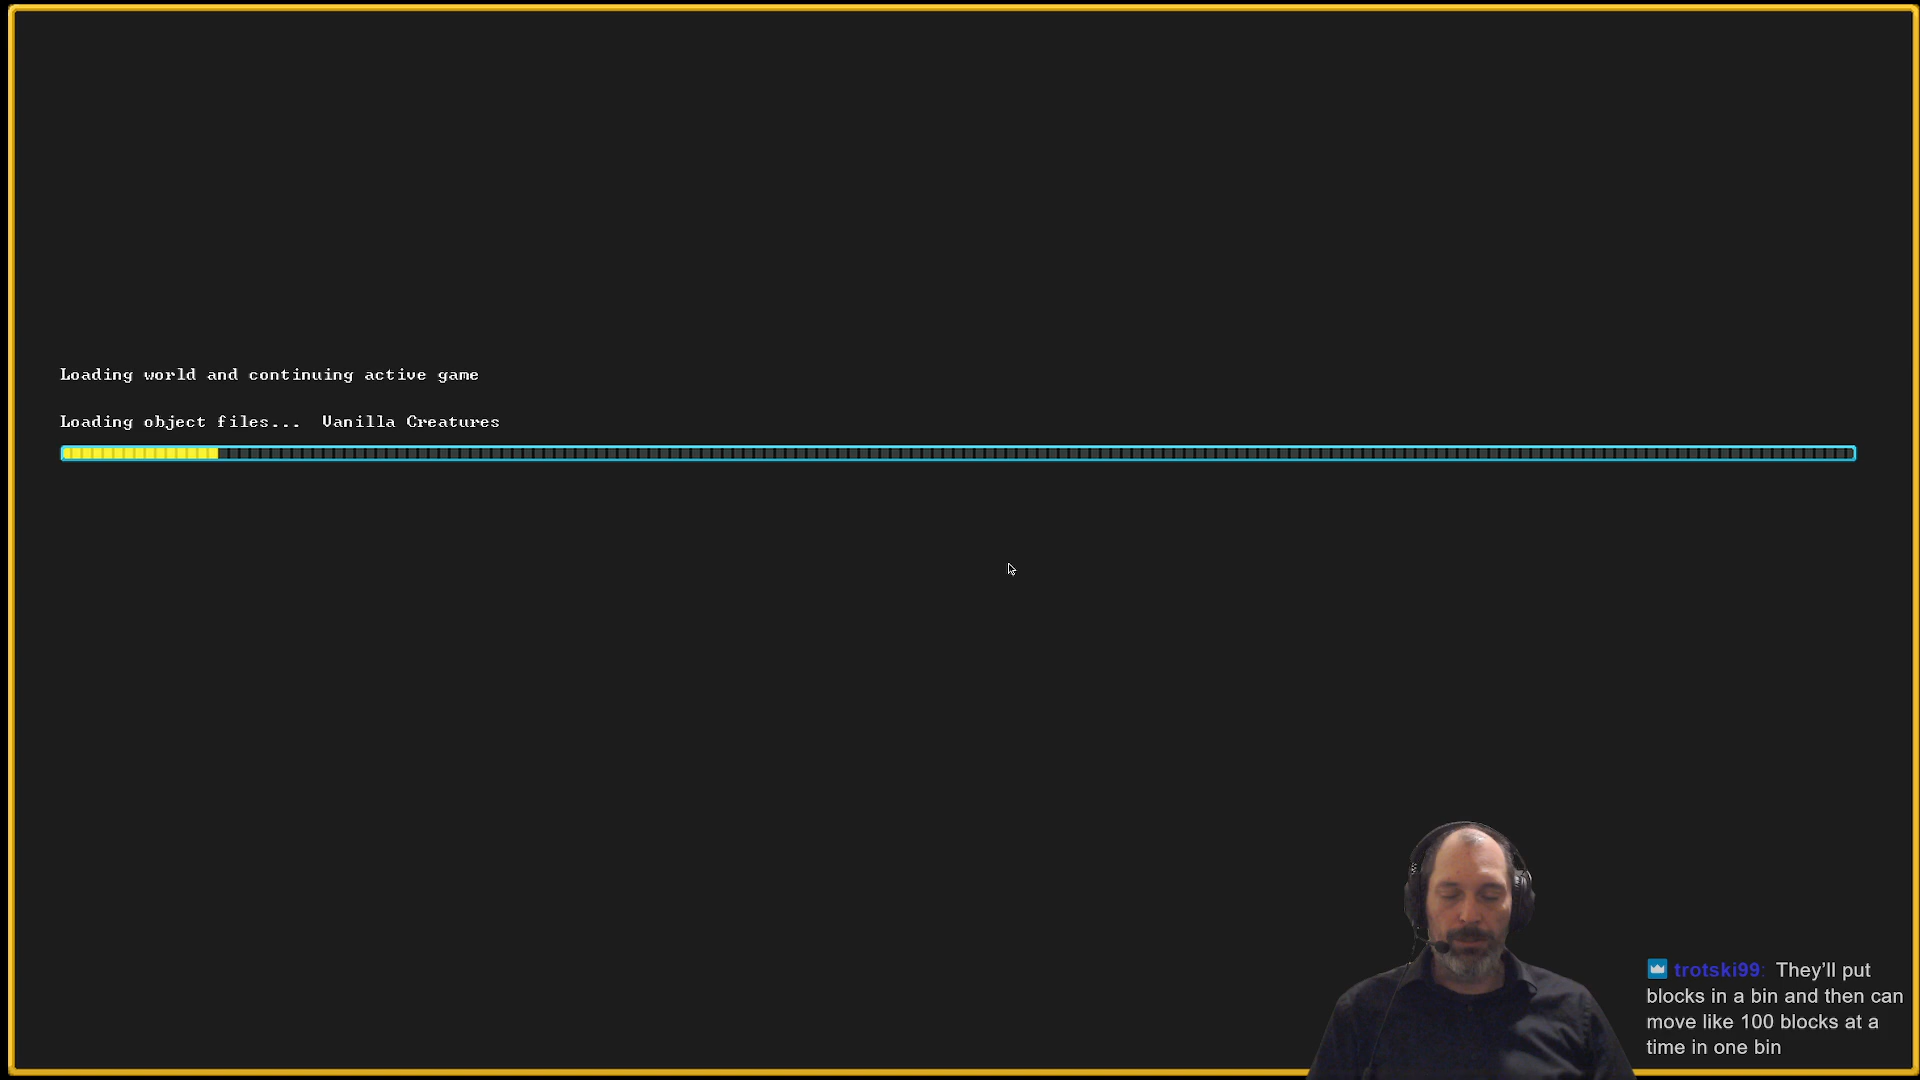 Loading world and continuing active game
Loading object files...  Vanilla Creatures
trotski99: They'll put
blocks in a bin and then can
move like 100 blocks at a
time in one bin